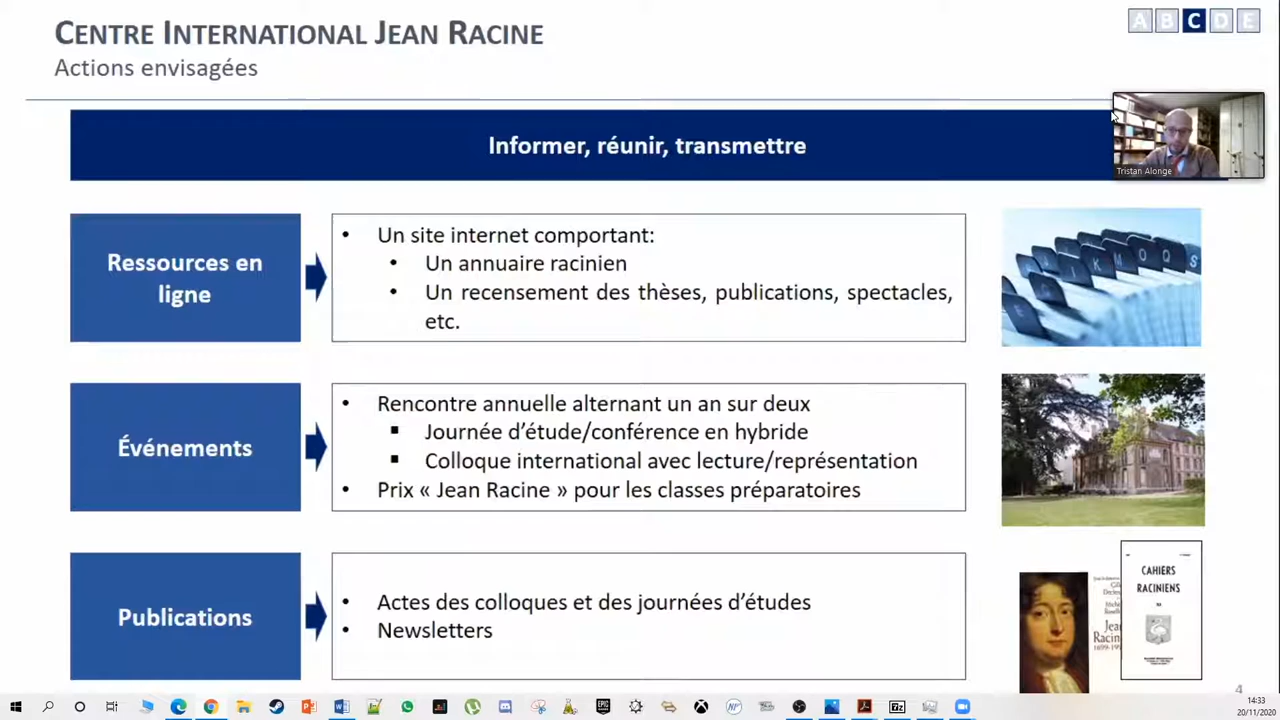 CENTRE INTERNATIONAL JEAN RACINE
A B C D E
Actions envisagées
Informer, réunir, transmettre
Tristan Alonge
Ressources en
ligne
• Un site internet comportant:
• Un annuaire racinien
• Un recensement des thèses, publications, spectacles,
etc.
K M O Q S
Événements
• Rencontre annuelle alternant un an sur deux
▪ Journée d’étude/conférence en hybride
▪ Colloque international avec lecture/représentation
• Prix « Jean Racine » pour les classes préparatoires
Publications
• Actes des colloques et des journées d’études
• Newsletters
CAHIERS
RACINIENS
Jean
4
14:33
20/11/2020